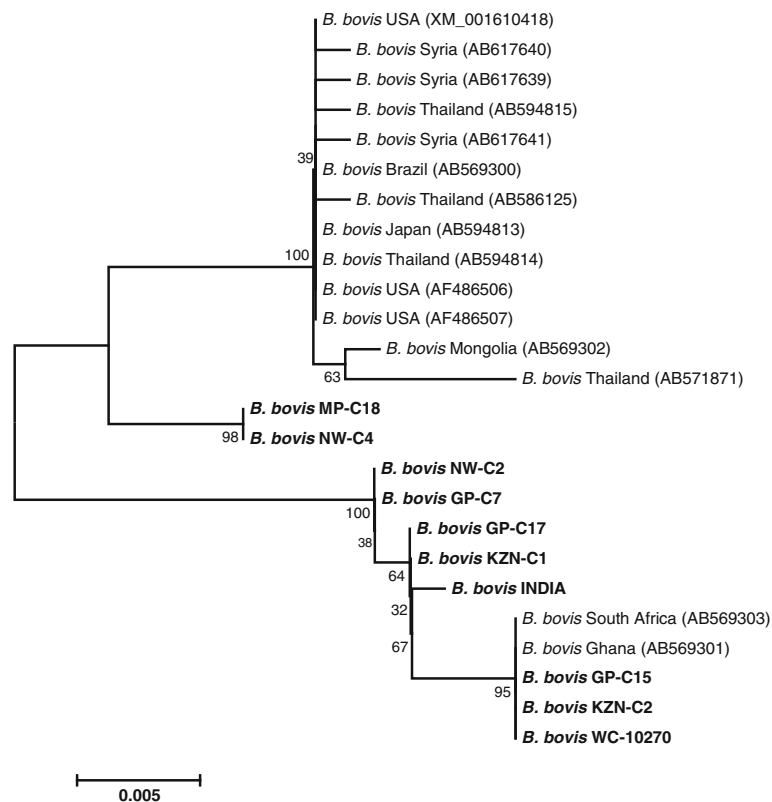 B. bovis USA (XM_001610418)
B. bovis Syria (AB617640)
B. bovis Syria (AB617639)
B. bovis Thailand (AB594815)
B. bovis Syria (AB617641)
39
B. bovis Brazil (AB569300)
B. bovis Thailand (AB586125)
B. bovis Japan (AB594813)
100
B. bovis Thailand (AB594814)
B. bovis USA (AF486506)
B. bovis USA (AF486507)
B. bovis Mongolia (AB569302)
63
B. bovis Thailand (AB571871)
B. bovis MP-C18
98
B. bovis NW-C4
B. bovis NW-C2
B. bovis GP-C7
100
B. bovis GP-C17
38
B. bovis KZN-C1
64
B. bovis INDIA
32
B. bovis South Africa (AB569303)
67
B. bovis Ghana (AB569301)
B. bovis GP-C15
95
B. bovis KZN-C2
B. bovis WC-10270
0.005